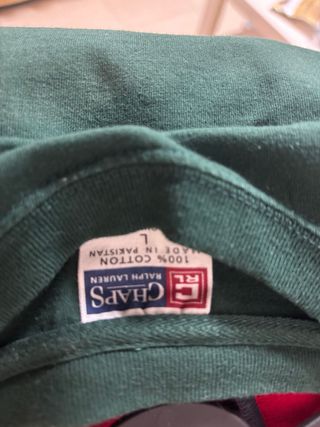 CHAPS
RALPH LAUREN
RL
100% COTTON
MADE IN PAKISTAN
L